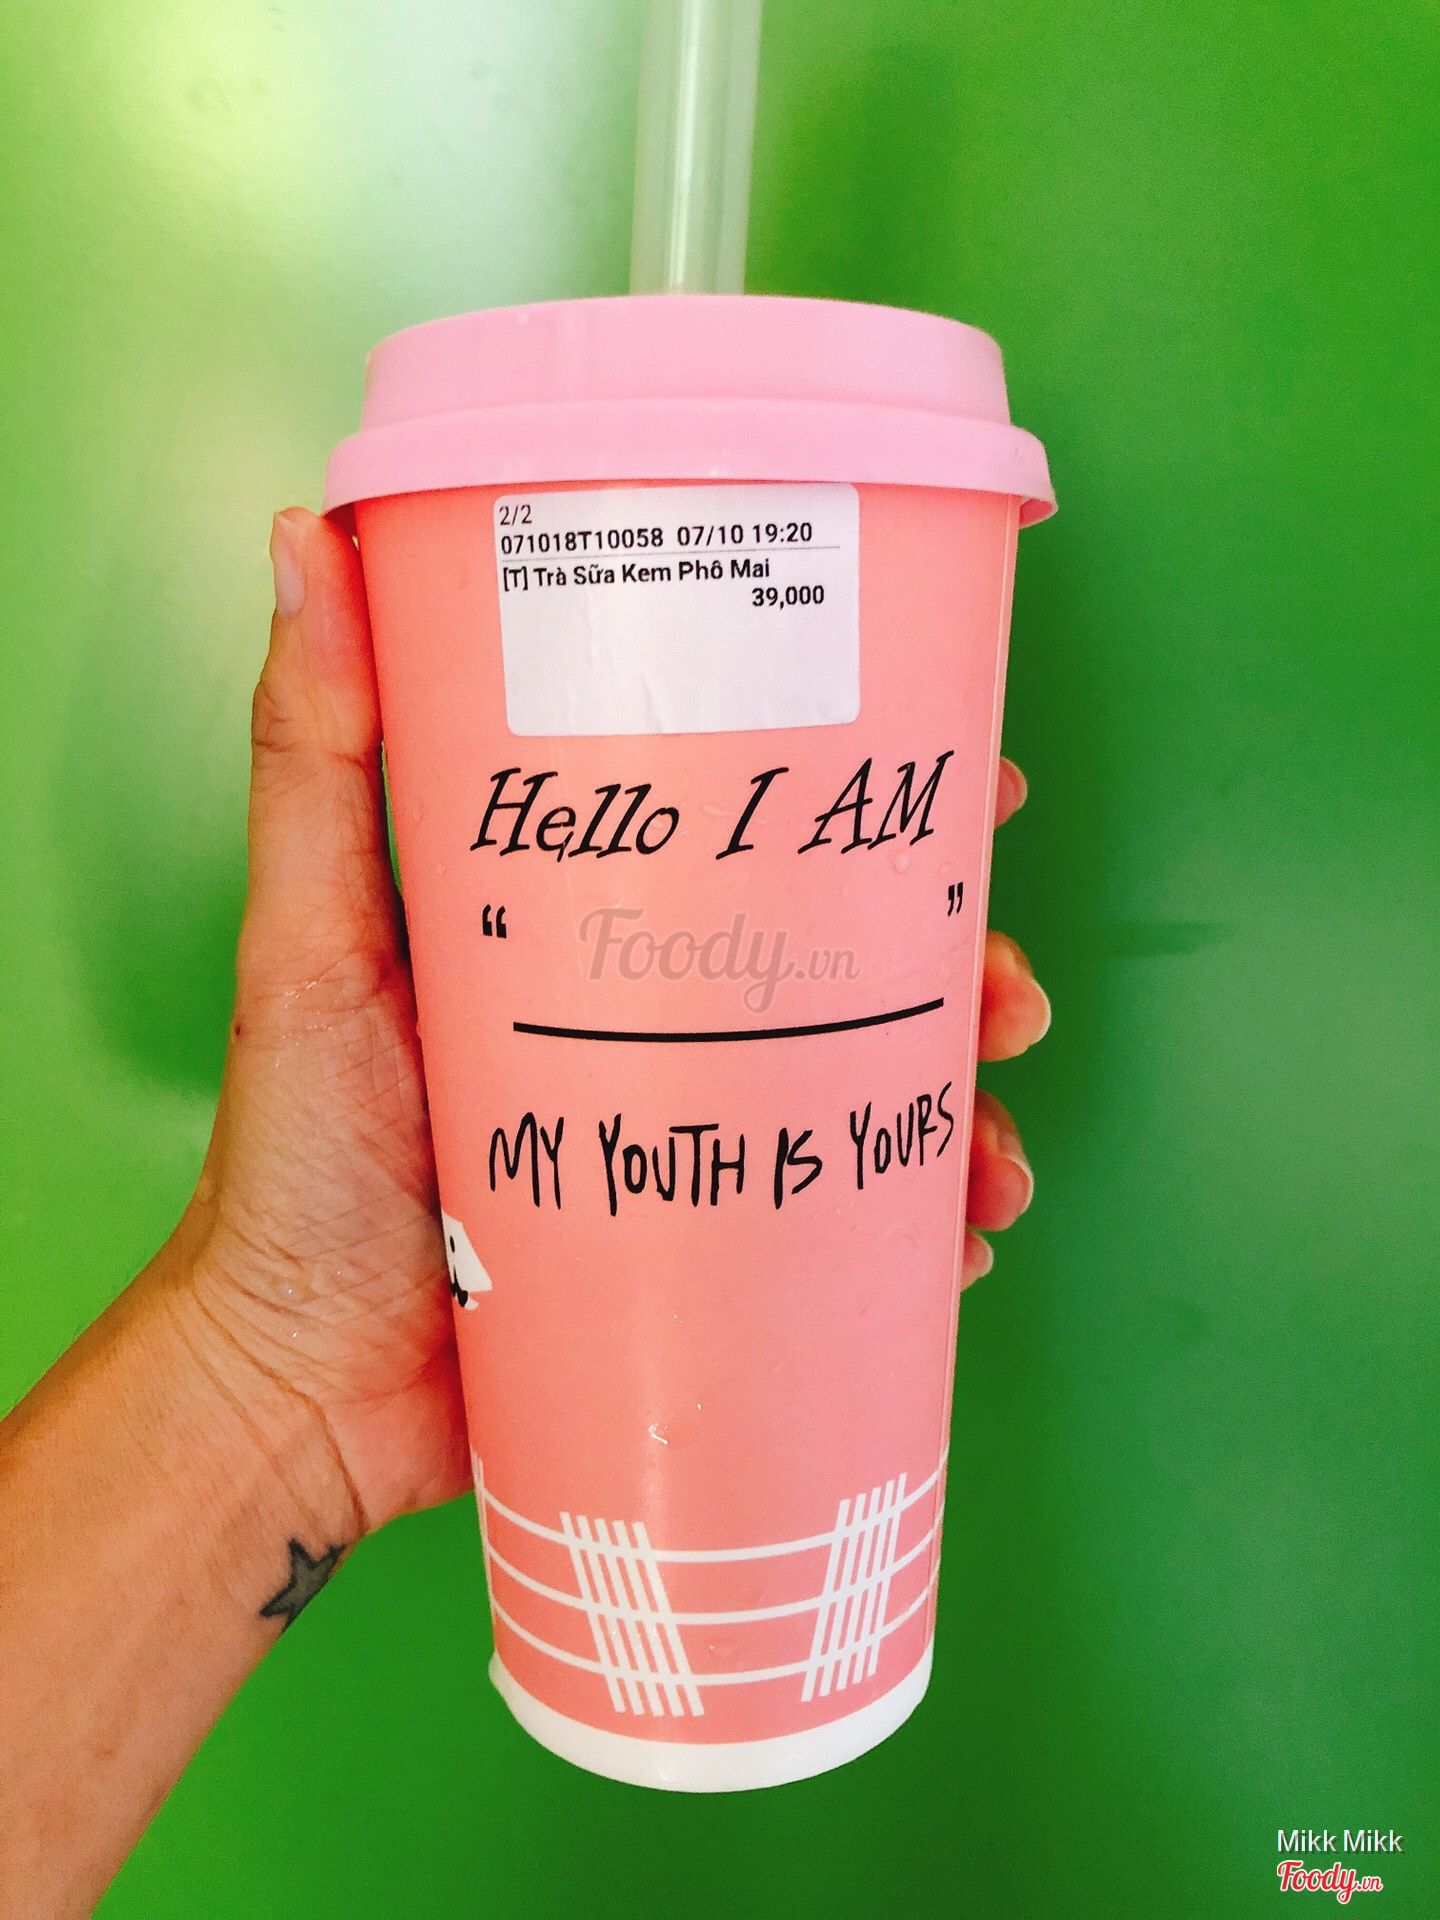 2/2
071018T10058 07/10 19:20
[T] Trà Sữa Kem Phô Mai
39,000
Hello I AM
“ ”
Foody.vn
MY YOUTH IS YOURS
Mikk Mikk
Foody.vn